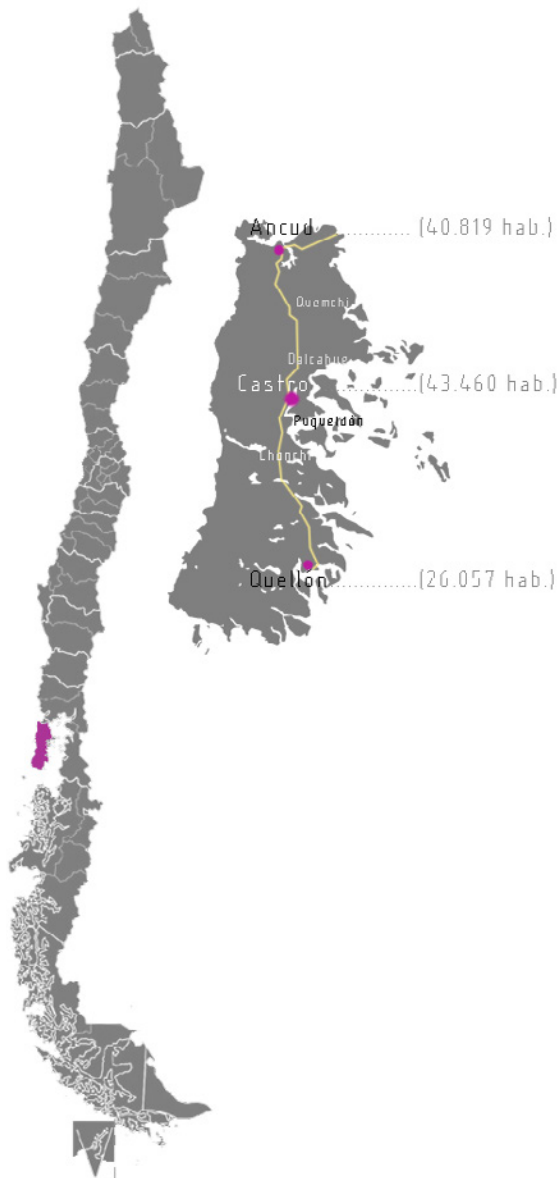 Ancud ........... (40.819 hab.)
Quemchi
Dalcahue
Castro ............(43.460 hab.)
Puqueldón
Chonchi
Quellón .............(26.057 hab.)